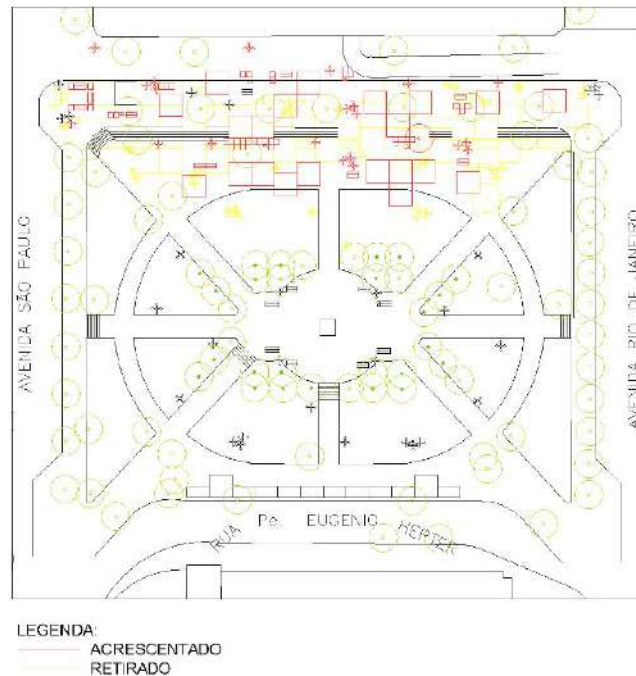 AVENIDA SÃO PAULO
AVENIDA RIO DE JANEIRO
RUA Pe. EUGENIO HERTER
LEGENDA:
ACRESCENTADO
RETIRADO